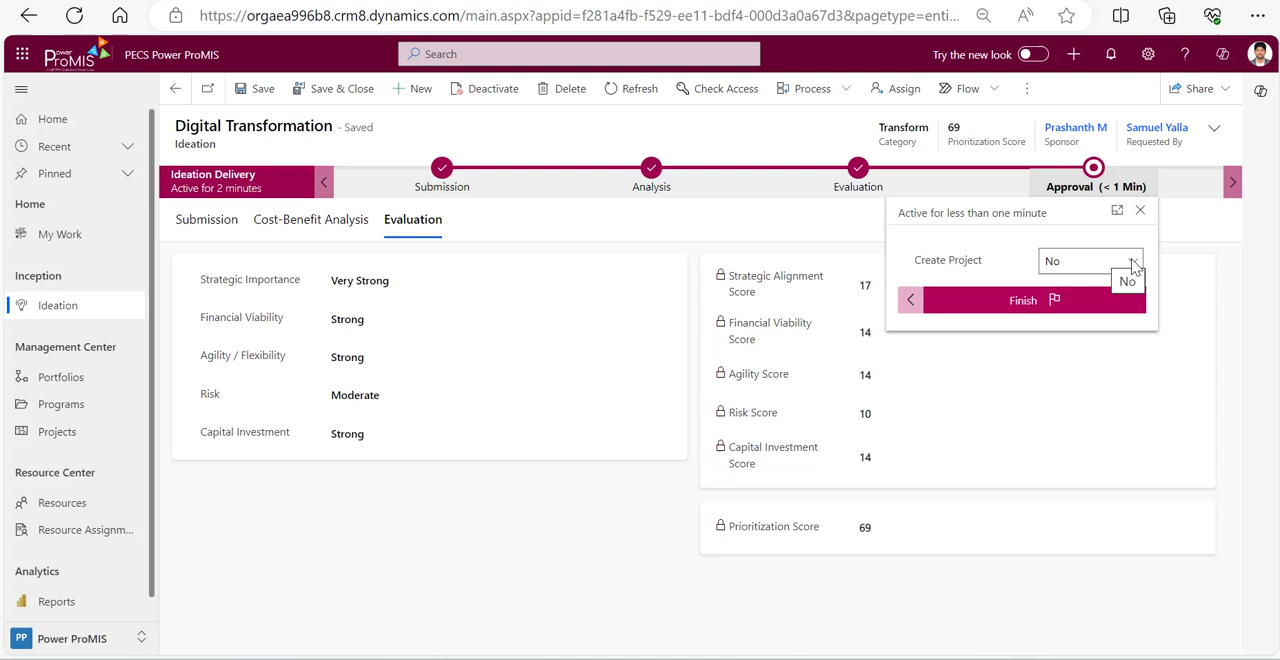 https://orgaea996b8.crm8.dynamics.com/main.aspx?appid=f281a4fb-f529-ee11-bdf4-000d3a0a67d3&pagetype=enti...
Power
ProMIS
PECS Power ProMIS
Search
Try the new look
Save
Save & Close
New
Deactivate
Delete
Refresh
Check Access
Process
Assign
Flow
Share
Home
Recent
Pinned
Home
My Work
Inception
Ideation
Management Center
Portfolios
Programs
Projects
Resource Center
Resources
Resource Assignm...
Analytics
Reports
PP Power ProMIS
Digital Transformation - Saved
Ideation
Transform
Category
69
Prioritization Score
Prashanth M
Sponsor
Samuel Yalla
Requested By
Ideation Delivery
Active for 2 minutes
Submission
Analysis
Evaluation
Approval (< 1 Min)
Submission Cost-Benefit Analysis Evaluation
Active for less than one minute
Create Project No
No
Finish
Strategic Importance Very Strong
Financial Viability Strong
Agility / Flexibility Strong
Risk Moderate
Capital Investment Strong
Strategic Alignment
Score 17
Financial Viability
Score 14
Agility Score 14
Risk Score 10
Capital Investment
Score 14
Prioritization Score 69